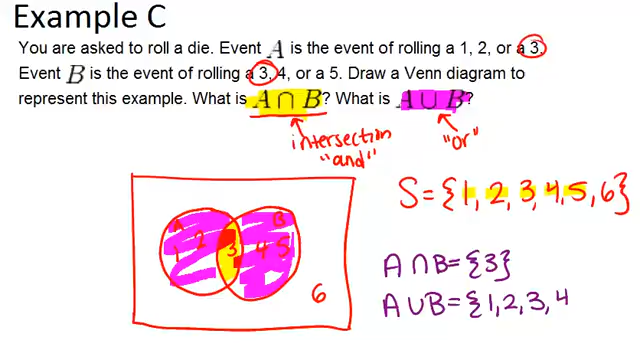 Example C
You are asked to roll a die. Event A is the event of rolling a 1, 2, or a 3.
Event B is the event of rolling a 3, 4, or a 5. Draw a Venn diagram to
represent this example. What is A ∩ B? What is A ∪ B?
intersection
"and"
"or"
S = {1, 2, 3, 4, 5, 6}
A B
1 2 3 4 5
6
A ∩ B = {3}
A ∪ B = {1, 2, 3, 4